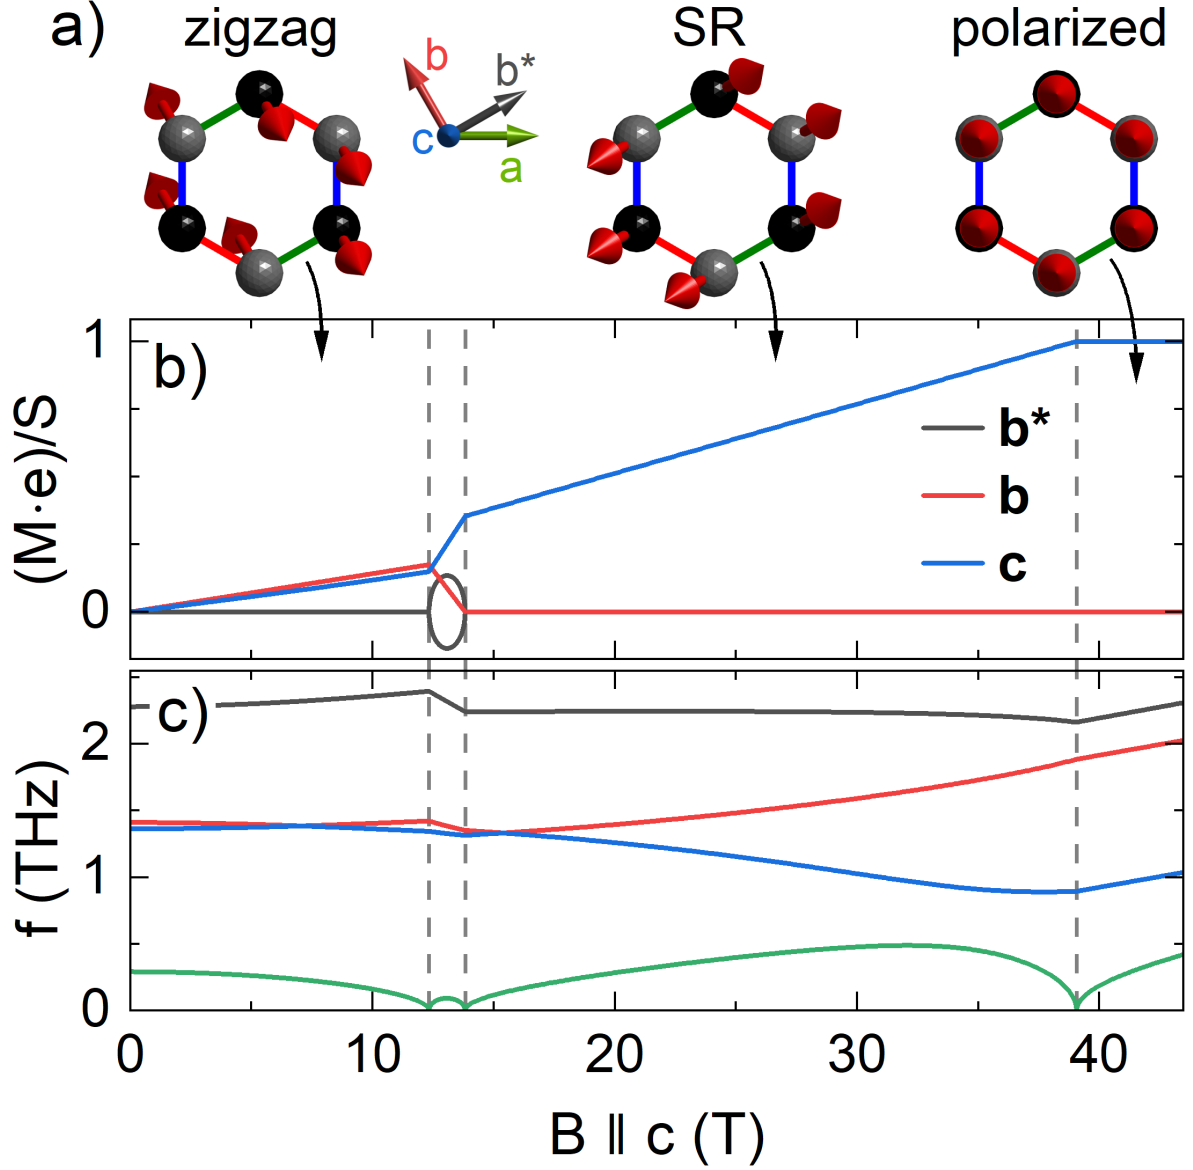 a) zigzag SR polarized
b b*
c a
1
b)
(M·e)/S
b*
b
c
0
c)
2
f (THz)
1
0
0 10 20 30 40
B ∥ c (T)